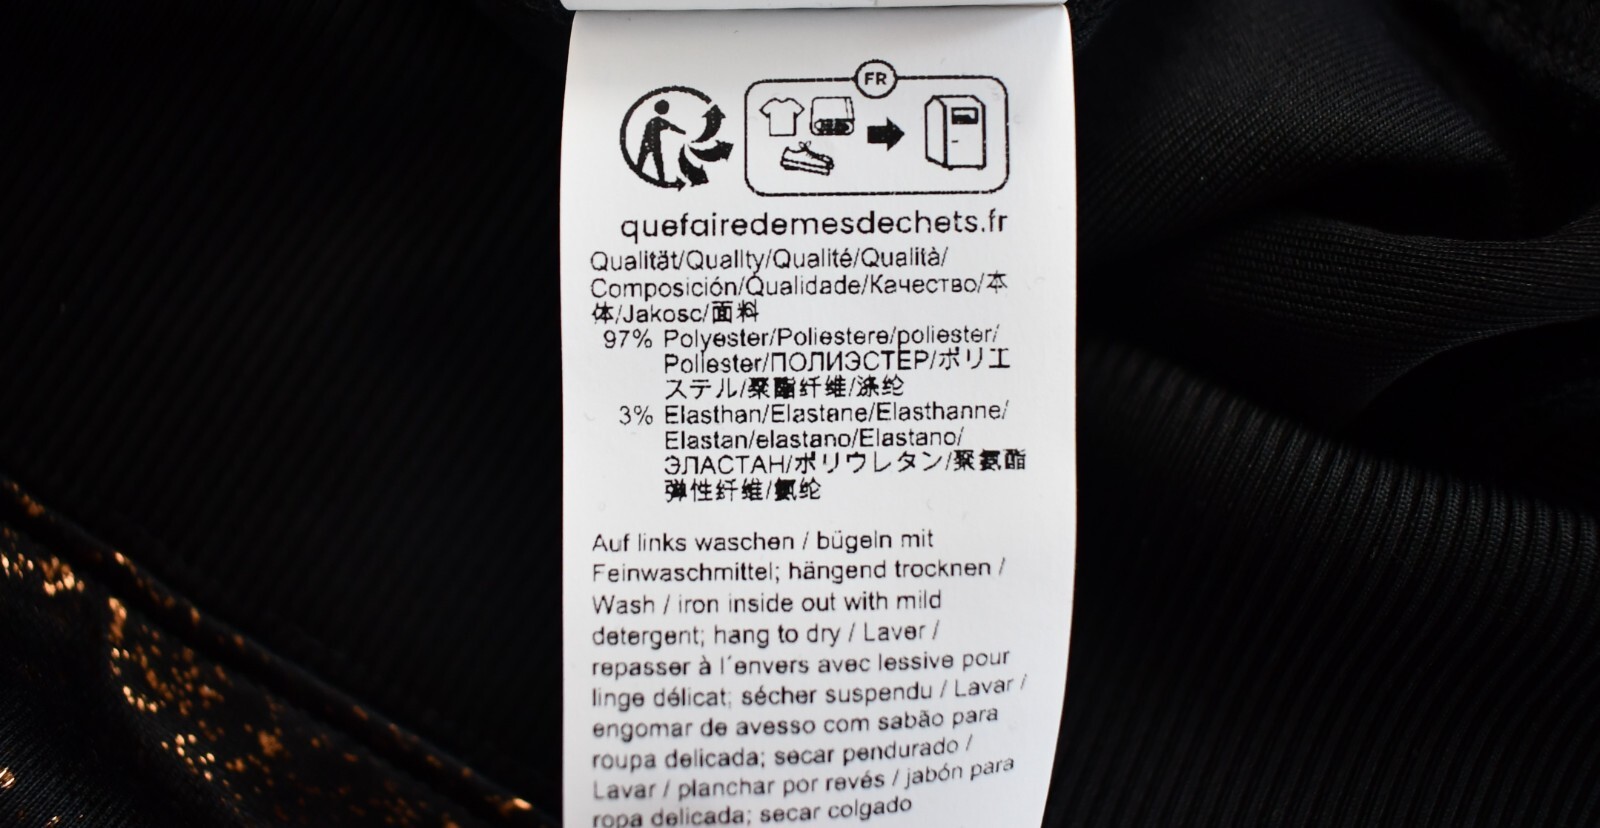 FR
quefairedemesdechets.fr
Qualität/Quallty/Qualité/Qualità/
Composición/Qualidade/Качество/本
体/Jakosc/面料
97% Polyester/Poliestere/poliester/
Poliester/ПОЛИЭСТЕР/ポリエ
ステル/聚酯纤维/涤纶
3% Elasthan/Elastane/Elasthanne/
Elastan/elastano/Elastano/
ЭЛАСТАН/ポリウレタン/聚氨酯
弹性纤维/氨纶
Auf links waschen / bügeln mit
Feinwaschmittel; hängend trocknen /
Wash / iron inside out with mild
detergent; hang to dry / Laver /
repasser à l´envers avec lessive pour
linge délicat; sécher suspendu / Lavar /
engomar de avesso com sabão para
roupa delicada; secar pendurado /
Lavar / planchar por revés / jabón para
ropa delicada; secar colgado